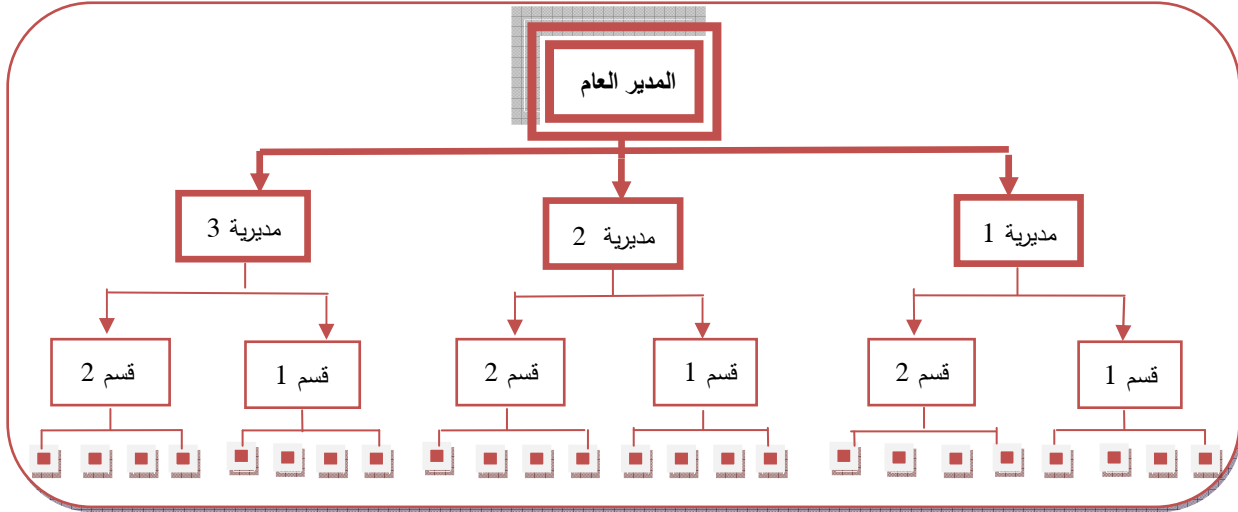 المدير العام
مديرية 1
مديرية 2
مديرية 3
قسم 1
قسم 2
قسم 1
قسم 2
قسم 1
قسم 2